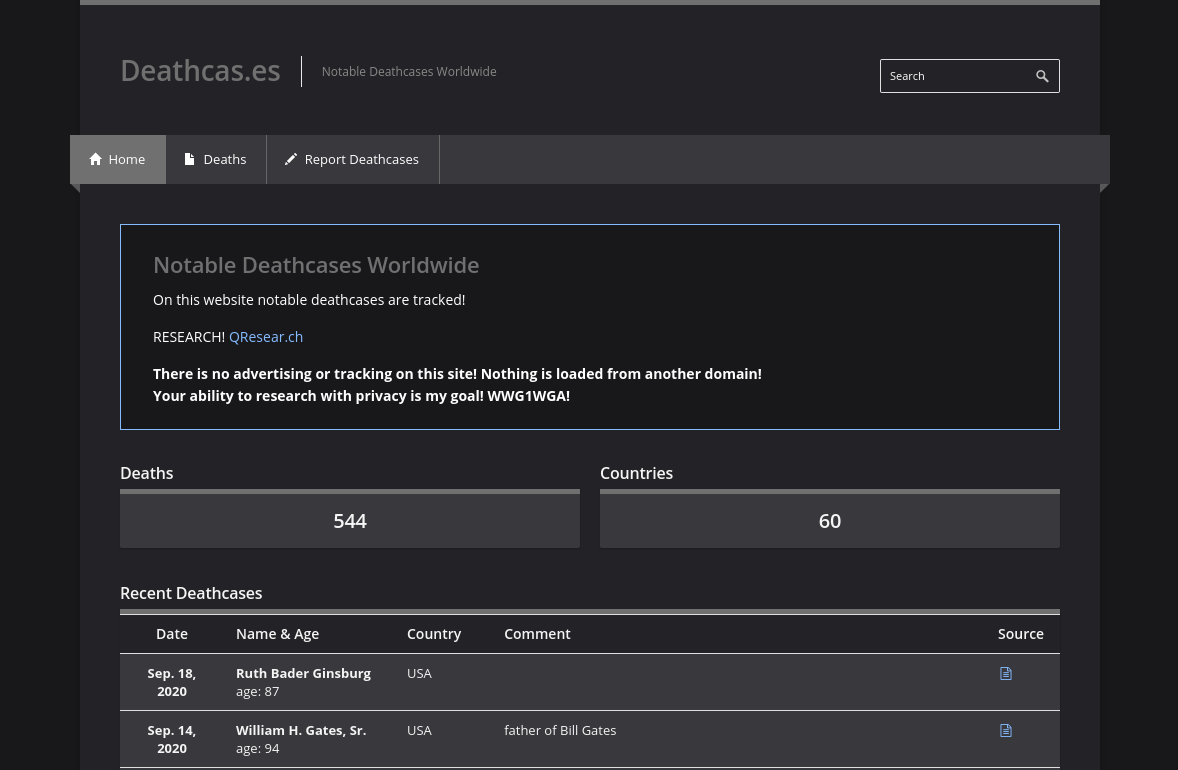 Deathcas.es
Notable Deathcases Worldwide
Search
Home
Deaths
Report Deathcases
Notable Deathcases Worldwide
On this website notable deathcases are tracked!
RESEARCH! QResear.ch
There is no advertising or tracking on this site! Nothing is loaded from another domain!
Your ability to research with privacy is my goal! WWG1WGA!
Deaths
Countries
544
60
Recent Deathcases
Date Name & Age Country Comment Source
Sep. 18, Ruth Bader Ginsburg USA
2020 age: 87
Sep. 14, William H. Gates, Sr. USA father of Bill Gates
2020 age: 94